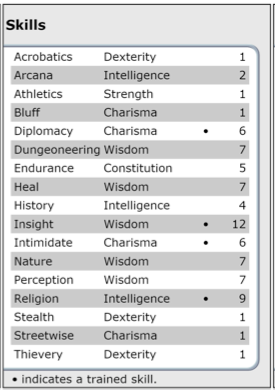 Skills
Acrobatics Dexterity 1
Arcana Intelligence 2
Athletics Strength 1
Bluff Charisma 1
Diplomacy Charisma • 6
Dungeoneering Wisdom 7
Endurance Constitution 5
Heal Wisdom 7
History Intelligence 4
Insight Wisdom • 12
Intimidate Charisma • 6
Nature Wisdom 7
Perception Wisdom 7
Religion Intelligence • 9
Stealth Dexterity 1
Streetwise Charisma 1
Thievery Dexterity 1
• indicates a trained skill.